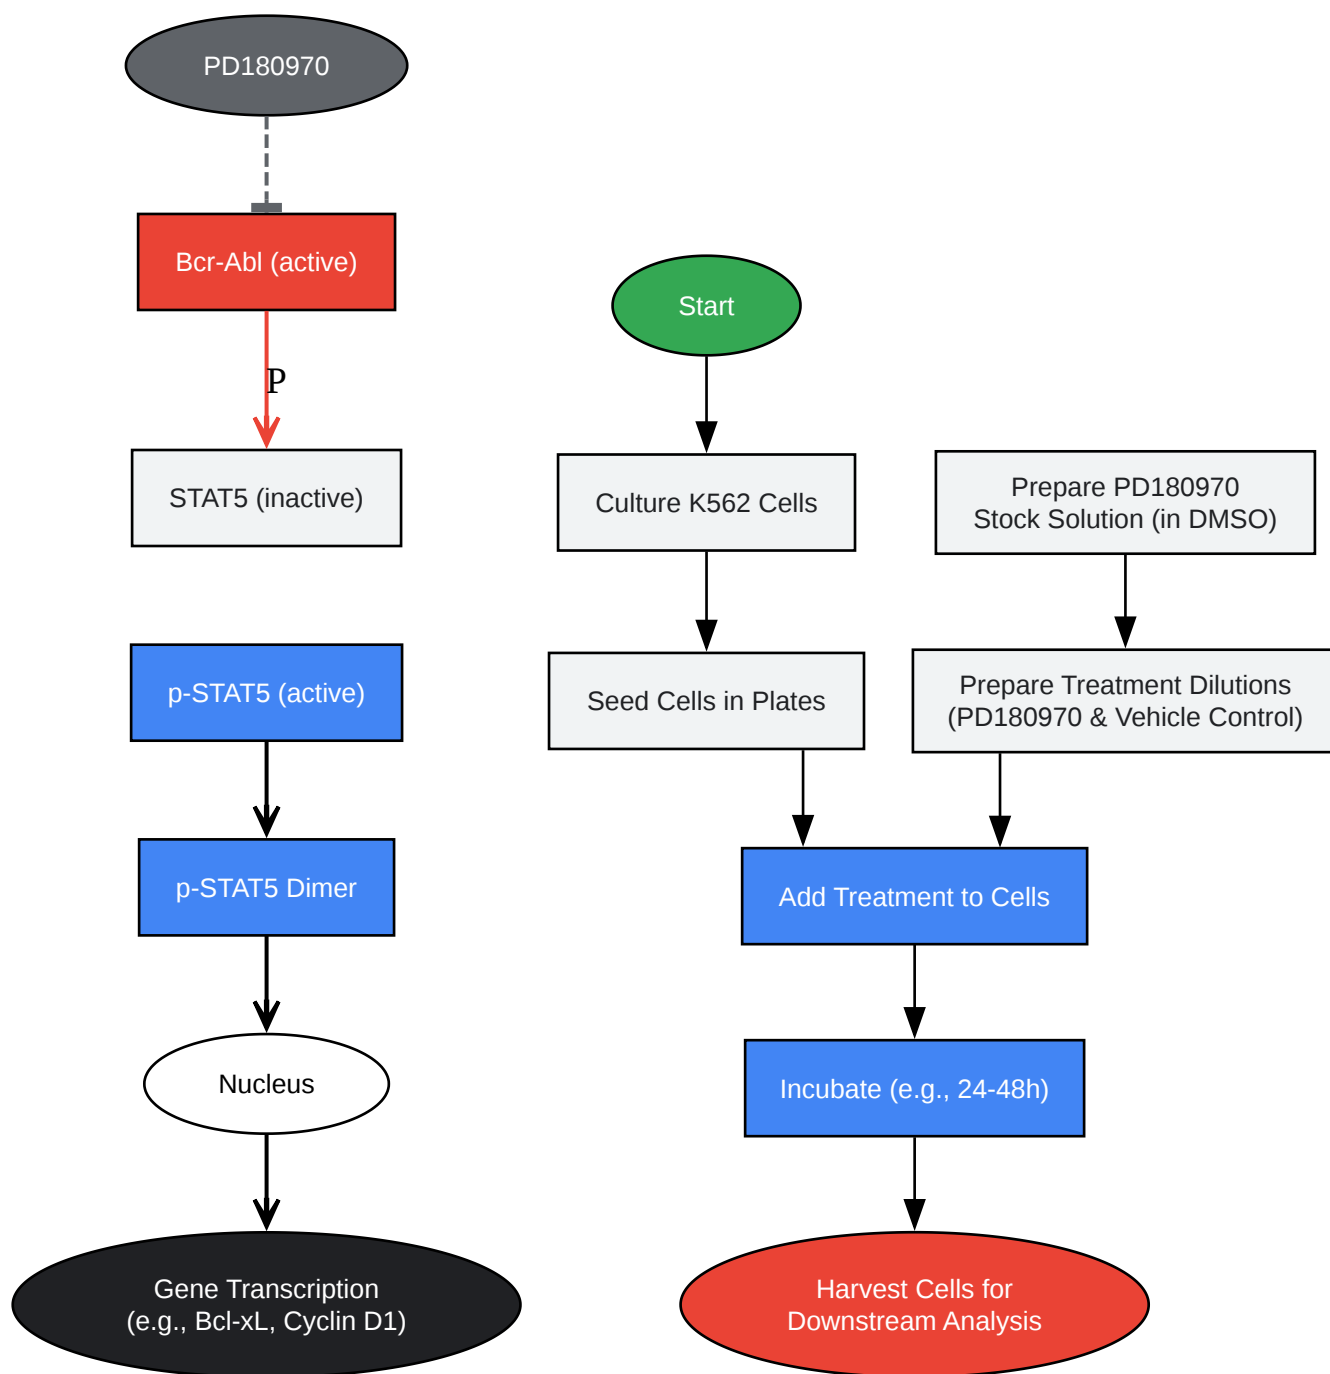 PD180970
Bcr-Abl (active)
P
STAT5 (inactive)
p-STAT5 (active)
p-STAT5 Dimer
Nucleus
Gene Transcription
(e.g., Bcl-xL, Cyclin D1)
Start
Culture K562 Cells
Seed Cells in Plates
Prepare PD180970
Stock Solution (in DMSO)
Prepare Treatment Dilutions
(PD180970 & Vehicle Control)
Add Treatment to Cells
Incubate (e.g., 24-48h)
Harvest Cells for
Downstream Analysis